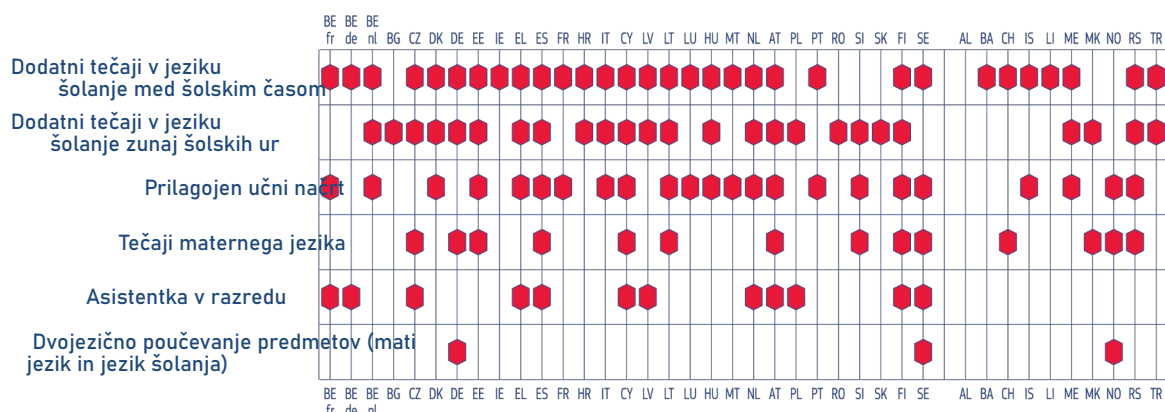 BE BE BE
fr de nl BG CZ DK DE EE IE EL ES FR HR IT CY LV LT LU HU MT NL AT PL PT RO SI SK FI SE AL BA CH IS LI ME MK NO RS TR
Dodatni tečaji v jeziku
šolanje med šolskim časom
Dodatni tečaji v jeziku
šolanje zunaj šolskih ur
Prilagojen učni načrt
Tečaji maternega jezika
Asistentka v razredu
Dvojezično poučevanje predmetov (mati
jezik in jezik šolanja)
BE BE BE BG CZ DK DE EE IE EL ES FR HR IT CY LV LT LU HU MT NL AT PL PT RO SI SK FI SE AL BA CH IS LI ME MK NO RS TR
fr de nl